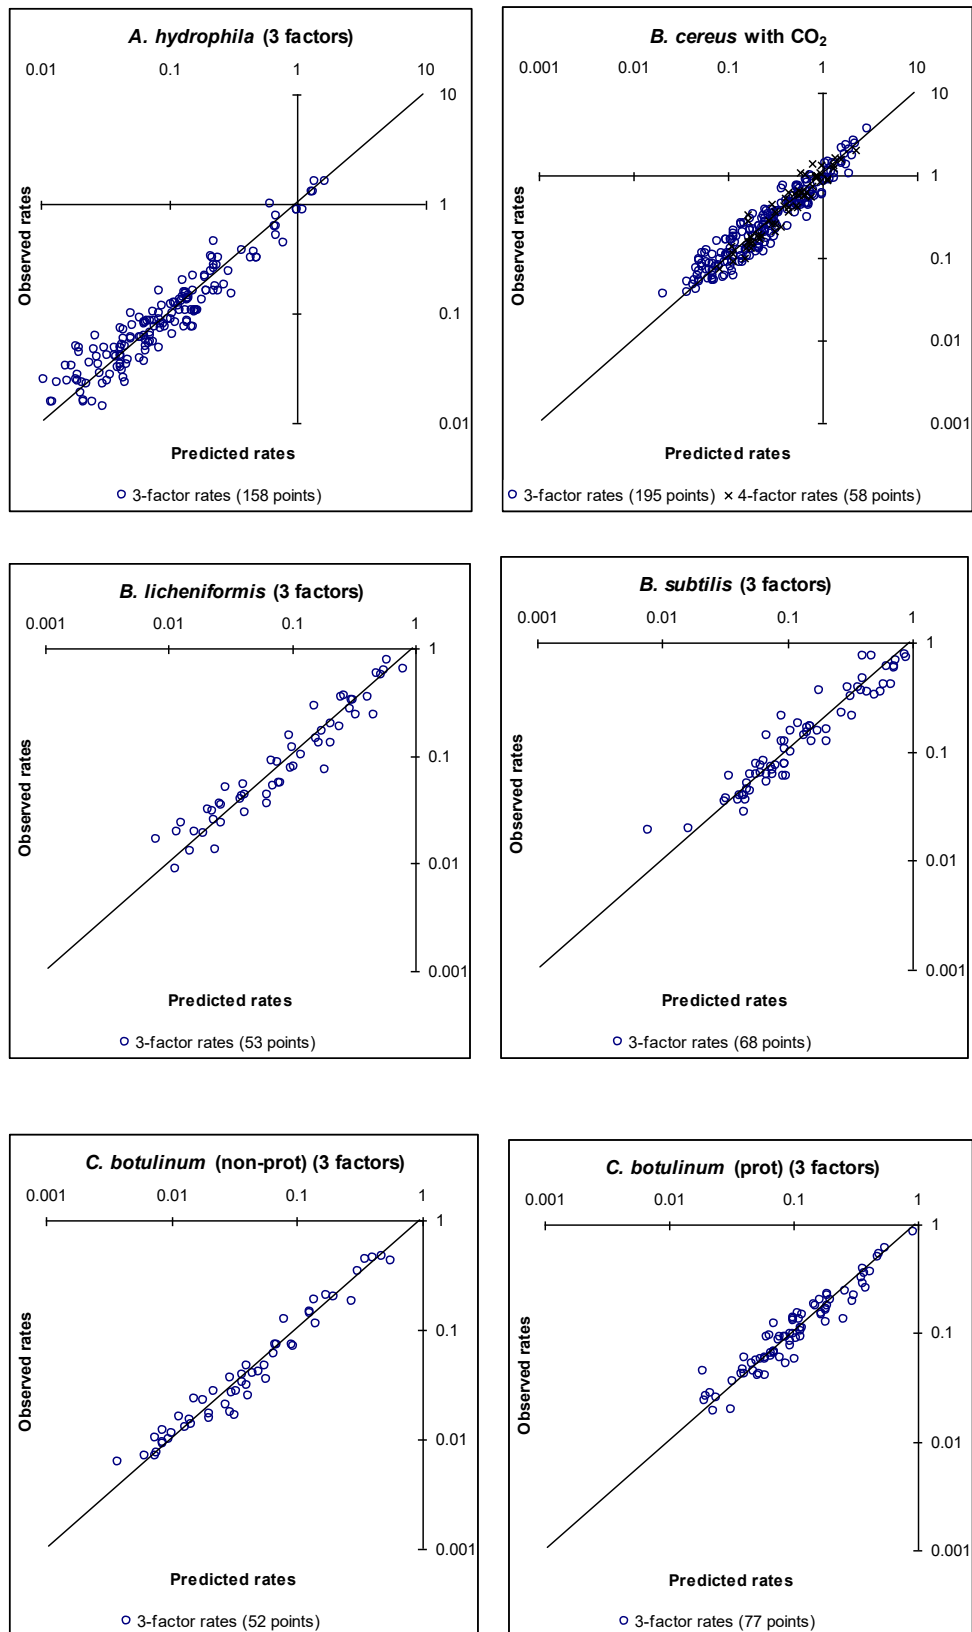 A. hydrophila (3 factors)
0.01 0.1 1 10
10
1
0.1
0.01
Observed rates
Predicted rates
3-factor rates (158 points)
B. cereus with CO2
0.001 0.01 0.1 1 10
10
1
0.1
0.01
0.001
Observed rates
Predicted rates
3-factor rates (195 points) × 4-factor rates (58 points)
B. licheniformis (3 factors)
0.001 0.01 0.1 1
1
0.1
0.01
0.001
Observed rates
Predicted rates
3-factor rates (53 points)
B. subtilis (3 factors)
0.001 0.01 0.1 1
1
0.1
0.01
0.001
Observed rates
Predicted rates
3-factor rates (68 points)
C. botulinum (non-prot) (3 factors)
0.001 0.01 0.1 1
1
0.1
0.01
0.001
Observed rates
Predicted rates
3-factor rates (52 points)
C. botulinum (prot) (3 factors)
0.001 0.01 0.1 1
1
0.1
0.01
0.001
Observed rates
Predicted rates
3-factor rates (77 points)